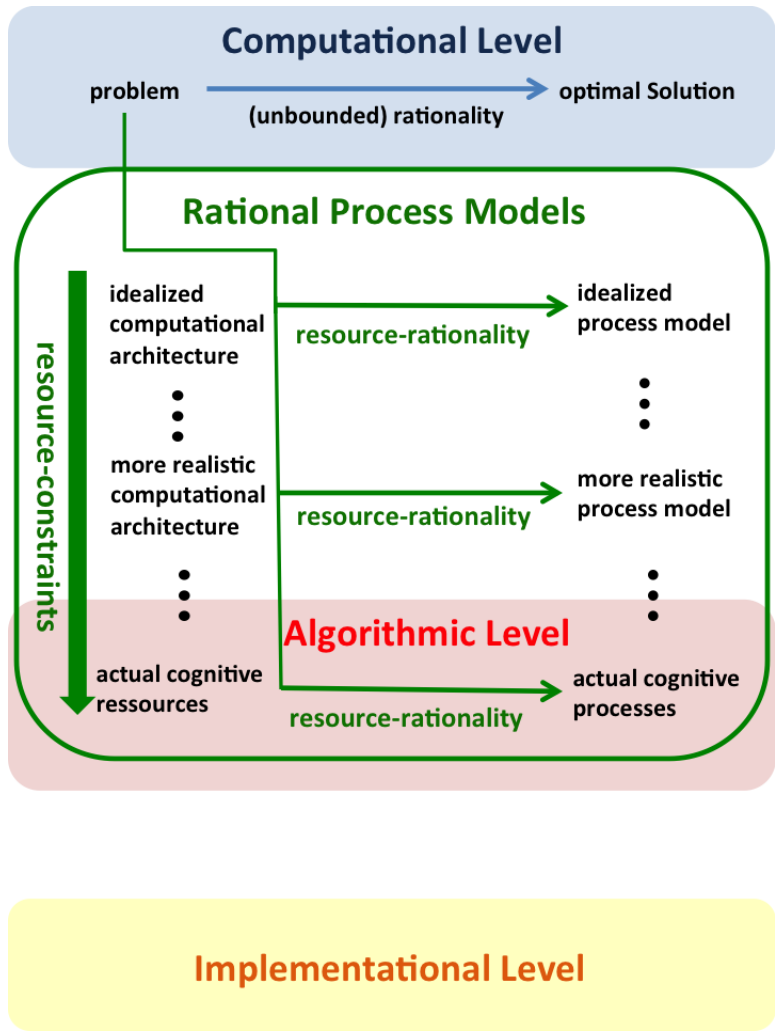 Computational Level
problem
optimal Solution
(unbounded) rationality
Rational Process Models
resource-constraints
idealized
computational
architecture
resource-rationality
idealized
process model
more realistic
computational
architecture
resource-rationality
more realistic
process model
Algorithmic Level
actual cognitive
ressources
resource-rationality
actual cognitive
processes
Implementational Level